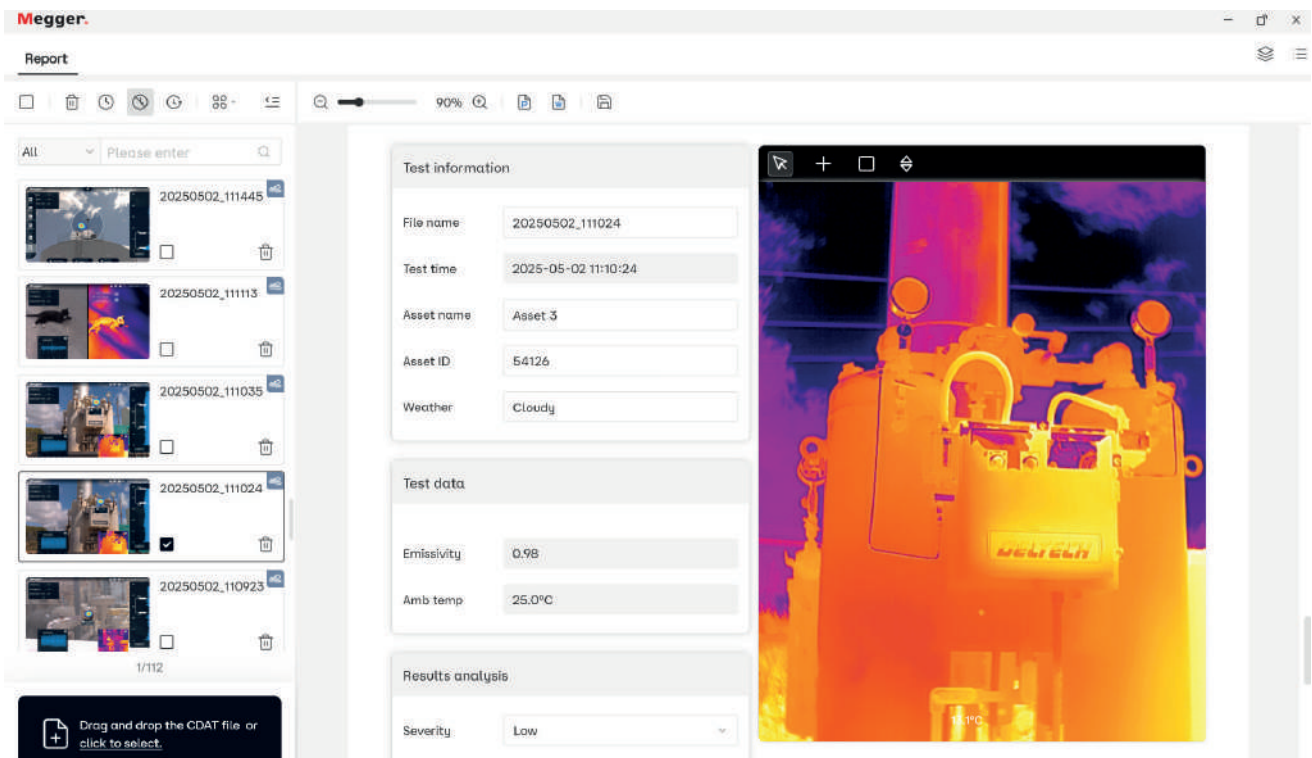 Megger.
Report
90%
All
Please enter
20250502_111445
20250502_111113
20250502_111035
20250502_111024
20250502_110923
1/112
Drag and drop the CDAT file or
click to select.
Test information
File name 20250502_111024
Test time 2025-05-02 11:10:24
Asset name Asset 3
Asset ID 54126
Weather Cloudy
Test data
Emissivity 0.98
Amb temp 25.0°C
Results analysis
Severity Low
DELTECH